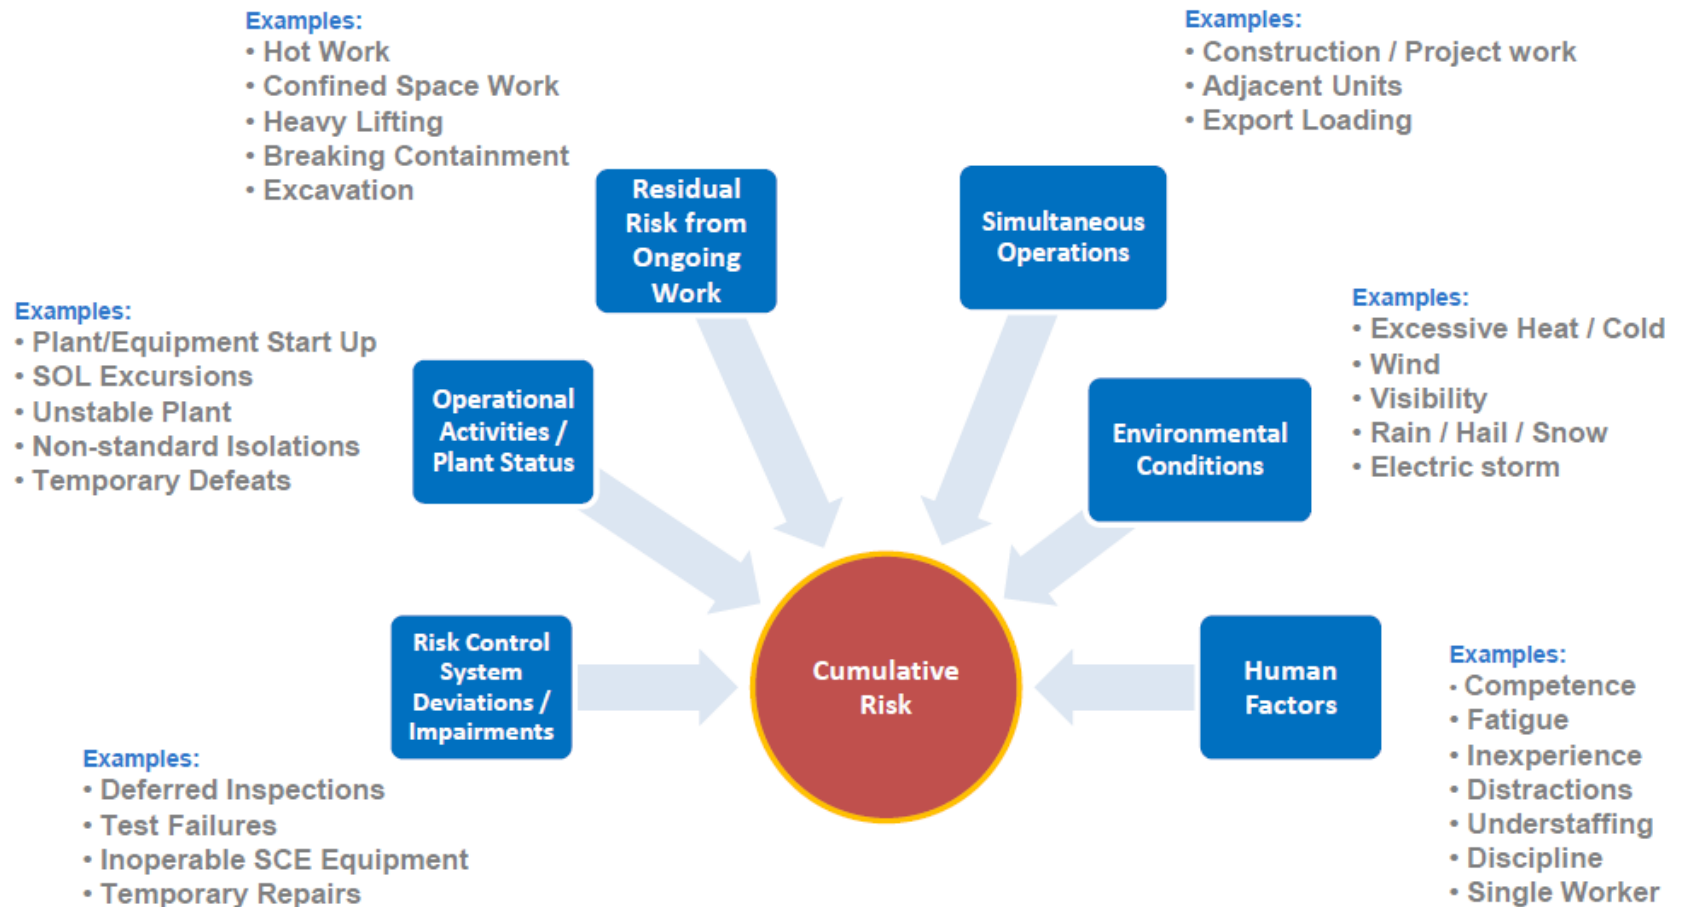 Examples:
• Hot Work
• Confined Space Work
• Heavy Lifting
• Breaking Containment
• Excavation
Residual
Risk from
Ongoing
Work
Examples:
• Construction / Project work
• Adjacent Units
• Export Loading
Simultaneous
Operations
Examples:
• Plant/Equipment Start Up
• SOL Excursions
• Unstable Plant
• Non-standard Isolations
• Temporary Defeats
Operational
Activities /
Plant Status
Examples:
• Excessive Heat / Cold
• Wind
• Visibility
• Rain / Hail / Snow
• Electric storm
Environmental
Conditions
Risk Control
System
Deviations /
Impairments
Examples:
• Deferred Inspections
• Test Failures
• Inoperable SCE Equipment
• Temporary Repairs
Cumulative
Risk
Human
Factors
Examples:
• Competence
• Fatigue
• Inexperience
• Distractions
• Understaffing
• Discipline
• Single Worker